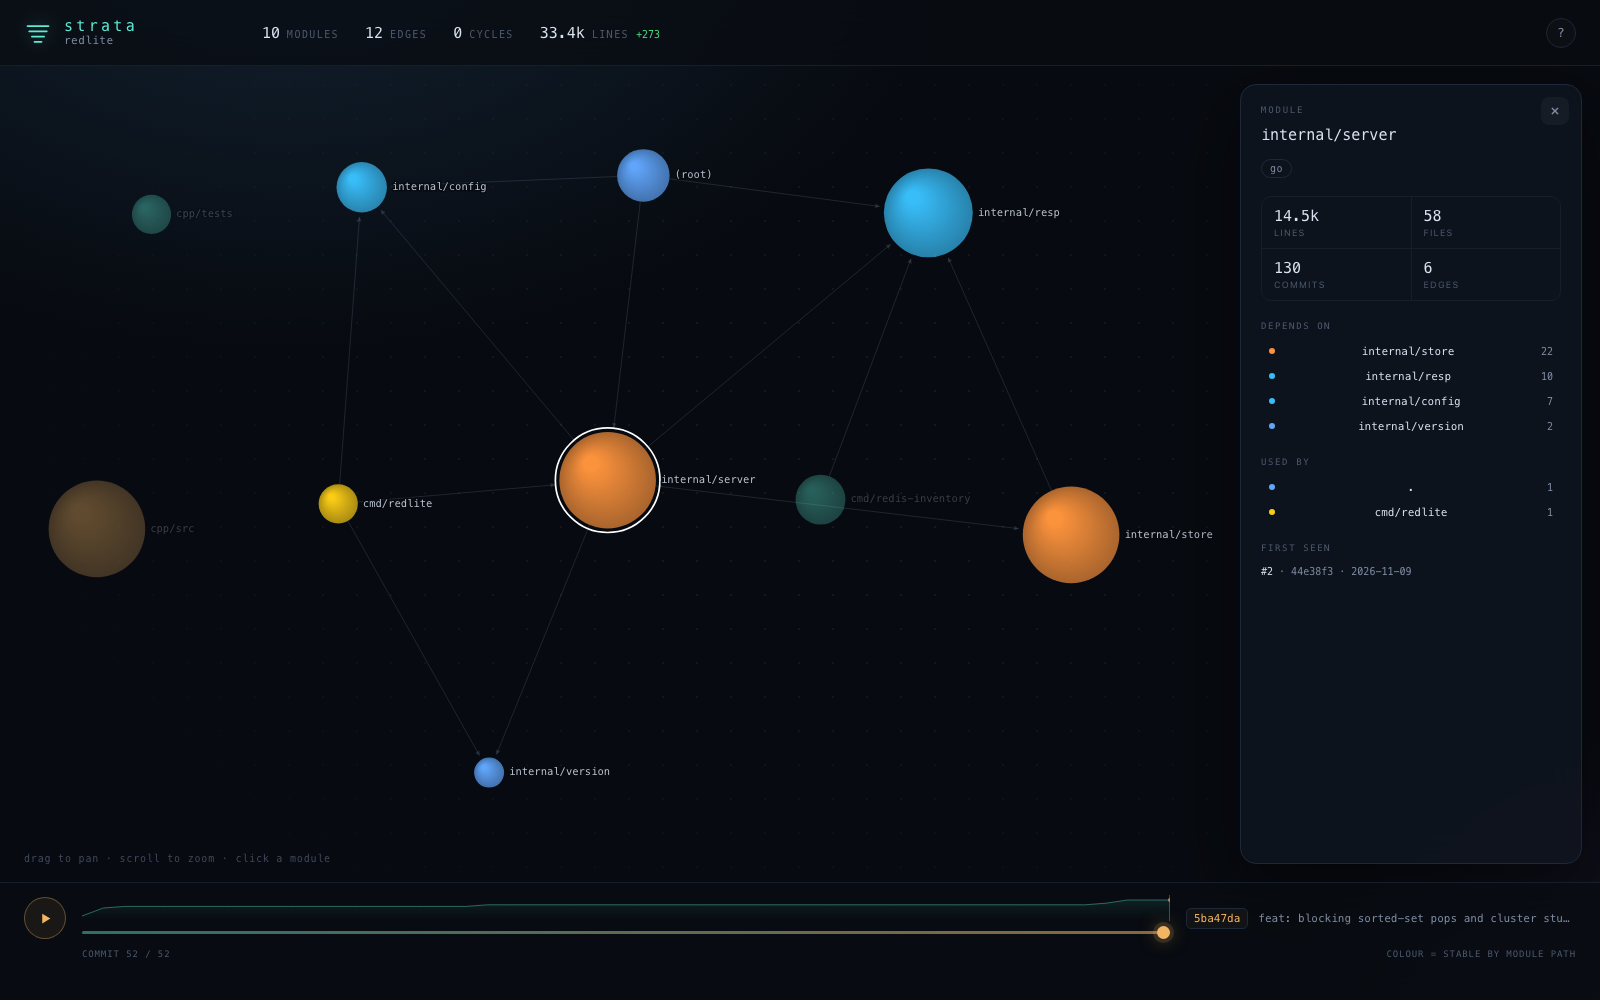 strata
redlite
10 MODULES 12 EDGES 0 CYCLES 33.4k LINES +273
?
MODULE
×
internal/server
go
14.5k
LINES
58
FILES
130
COMMITS
6
EDGES
DEPENDS ON
internal/store 22
internal/resp 10
internal/config 7
internal/version 2
USED BY
. 1
cmd/redlite 1
FIRST SEEN
#2 · 44e38f3 · 2026-11-09
(root)
internal/config
cpp/tests
internal/resp
internal/server
cmd/redis-inventory
cmd/redlite
cpp/src
internal/store
internal/version
drag to pan · scroll to zoom · click a module
5ba47da feat: blocking sorted-set pops and cluster stu…
COMMIT 52 / 52
COLOUR = STABLE BY MODULE PATH